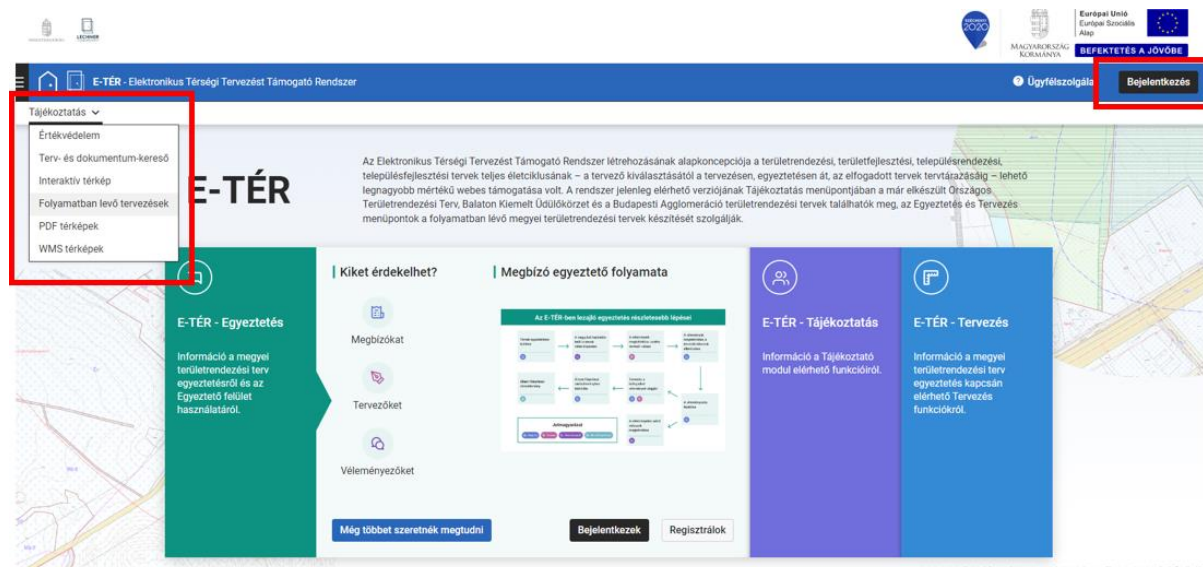 LECHNER
SZÉCHENYI
2020
MAGYARORSZÁG
KORMÁNYA
Európai Unió
Európai Szociális
Alap
BEFEKTETÉS A JÖVŐBE
E-TÉR - Elektronikus Térségi Tervezést Támogató Rendszer
Ügyfélszolgála
Bejelentkezés
Tájékoztatás
Értékvédelem
Terv- és dokumentum-kereső
Interaktív térkép
Folyamatban levő tervezések
PDF térképek
WMS térképek
E-TÉR
Az Elektronikus Térségi Tervezést Támogató Rendszer létrehozásának alapkoncepciója a területrendezési, területfejlesztési, településrendezési,
településfejlesztési tervek teljes életciklusának – a tervező kiválasztásától a tervezésen, egyeztetésen át, az elfogadott tervek tervtárazásáig – lehető
legnagyobb mértékű webes támogatása volt. A rendszer jelenleg elérhető verziójának Tájékoztatás menüpontjában a már elkészült Országos
Területrendezési Terv, Balaton Kiemelt Üdülőkörzet és a Budapesti Agglomeráció területrendezési tervek találhatók meg, az Egyeztetés és Tervezés
menüpontok a folyamatban lévő megyei területrendezési tervek készítését szolgálják.
E-TÉR - Egyeztetés
Információ a megyei
területrendezési terv
egyeztetésről és az
Egyeztető felület
használatáról.
Kiket érdekelhet?
Megbízókat
Tervezőket
Véleményezőket
Még többet szeretnék megtudni
Megbízó egyeztető folyamata
Az E-TÉR-ben lezajló egyeztetés részletesebb lépései
Bejelentkezek
Regisztrálok
E-TÉR - Tájékoztatás
Információ a Tájékoztató
modul elérhető funkcióiról.
E-TÉR - Tervezés
Információ a megyei
területrendezési terv
egyeztetés kapcsán
elérhető Tervezés
funkciókról.